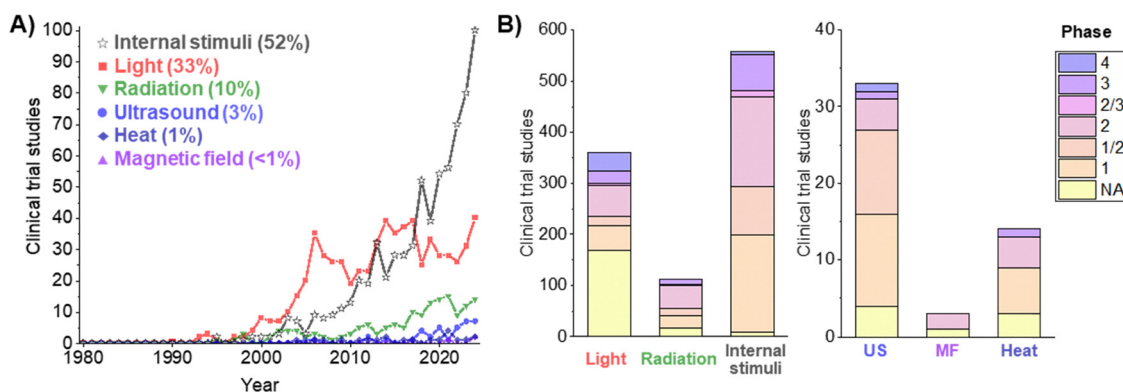 A)
Clinical trial studies
100
90
80
70
60
50
40
30
20
10
0
Internal stimuli (52%)
Light (33%)
Radiation (10%)
Ultrasound (3%)
Heat (1%)
Magnetic field (<1%)
1980 1990 2000 2010 2020
Year
B)
Clinical trial studies
600
500
400
300
200
100
0
Light Radiation Internal
stimuli
Clinical trial studies
40
30
20
10
0
US MF Heat
Phase
4
3
2/3
2
1/2
1
NA